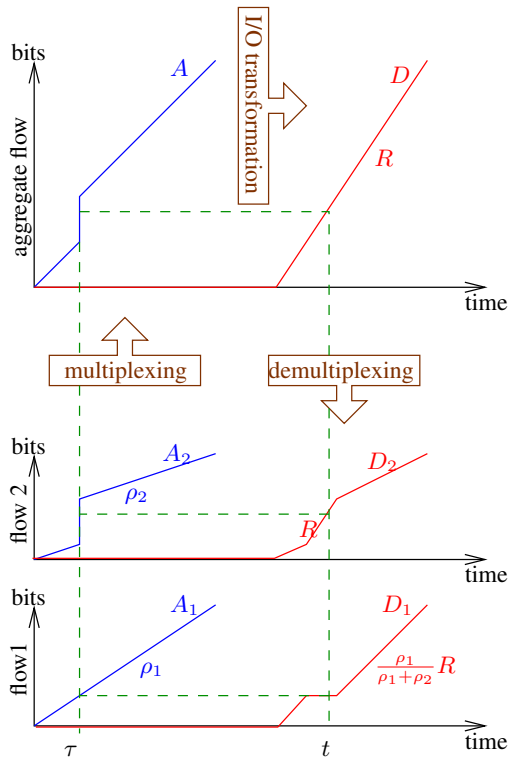 I/O transformation
bits
A
D
R
aggregate flow
time
multiplexing
demultiplexing
bits
A₂
D₂
ρ₂
R
flow 2
time
bits
A₁
D₁
ρ₁
ρ₁/(ρ₁+ρ₂) R
flow1
time
τ
t